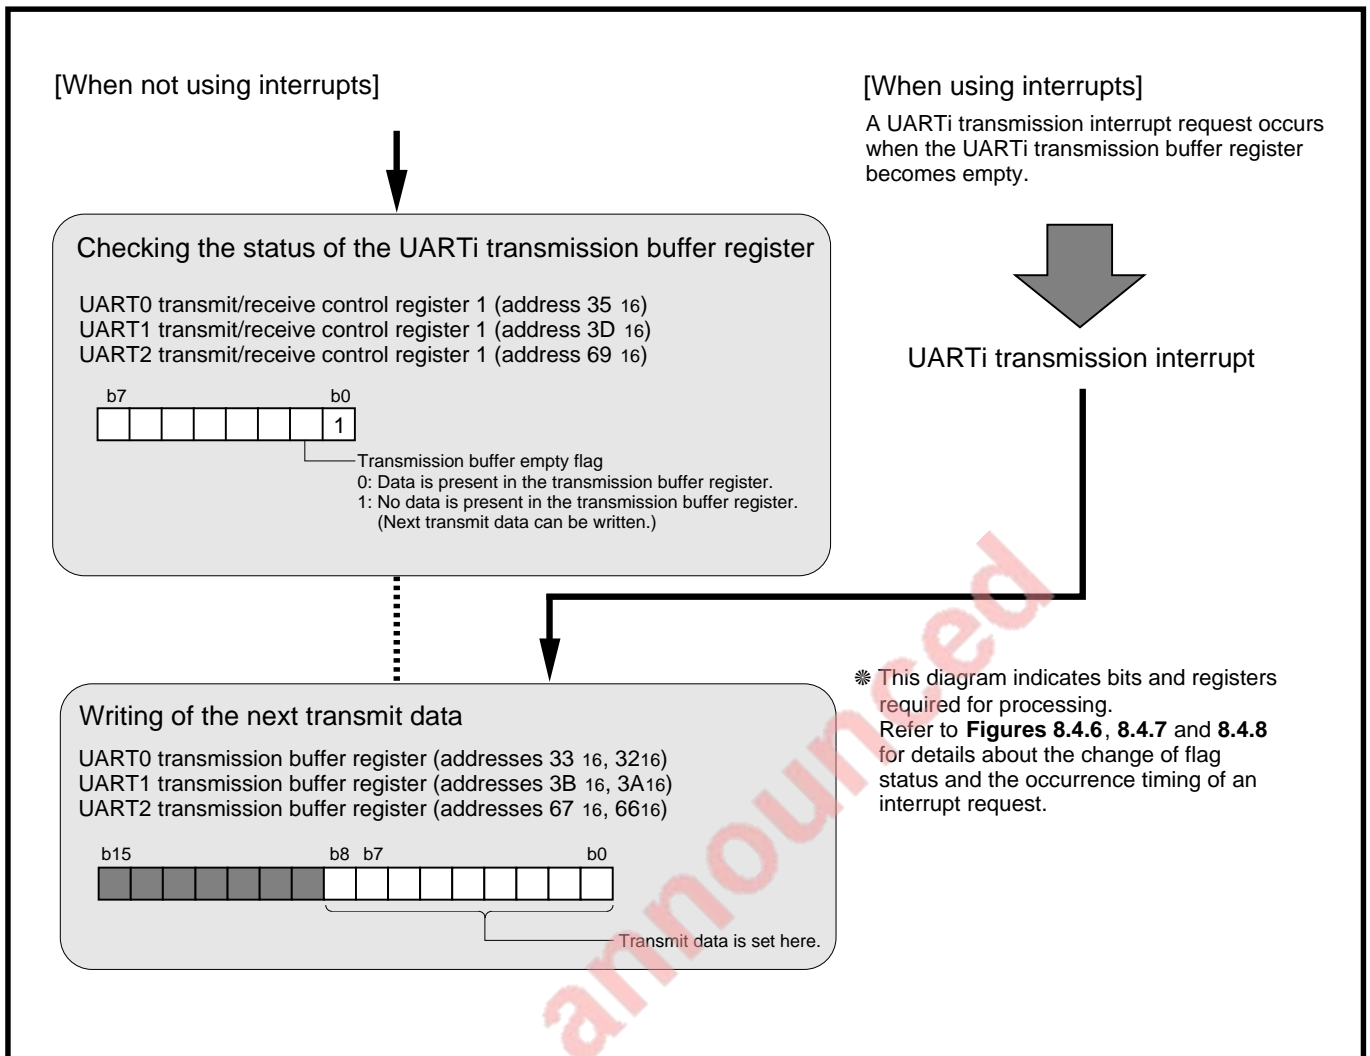 [When not using interrupts]
Checking the status of the UARTi transmission buffer register
UART0 transmit/receive control register 1 (address 35 16)
UART1 transmit/receive control register 1 (address 3D 16)
UART2 transmit/receive control register 1 (address 69 16)
b7 b0
1
Transmission buffer empty flag
0: Data is present in the transmission buffer register.
1: No data is present in the transmission buffer register.
(Next transmit data can be written.)
[When using interrupts]
A UARTi transmission interrupt request occurs
when the UARTi transmission buffer register
becomes empty.
UARTi transmission interrupt
Writing of the next transmit data
UART0 transmission buffer register (addresses 33 16, 3216)
UART1 transmission buffer register (addresses 3B 16, 3A16)
UART2 transmission buffer register (addresses 67 16, 6616)
b15 b8 b7 b0
Transmit data is set here.
❊ This diagram indicates bits and registers
required for processing.
Refer to Figures 8.4.6, 8.4.7 and 8.4.8
for details about the change of flag
status and the occurrence timing of an
interrupt request.
announced